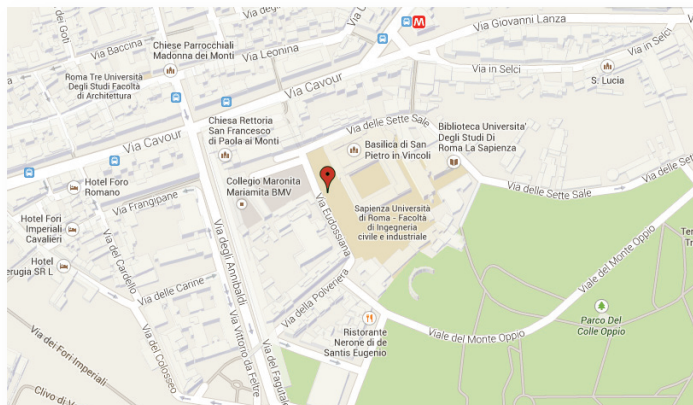 dei Goti
Via Baccina
Chiese Parrocchiali
Madonna dei Monti
Via Leonina
Via Giovanni Lanza
M
Via in Selci
Via in Selci
S. Lucia
Roma Tre Università
Degli Studi Facoltà
di Architettura
Via Cavour
Via Cavour
Chiesa Rettoria
San Francesco
di Paola ai Monti
Via delle Sette Sale
Basilica di San
Pietro in Vincoli
Biblioteca Universita'
Degli Studi Di
Roma La Sapienza
Via delle Sette Sale
Hotel Foro
Romano
Via Frangipane
Collegio Maronita
Mariamita BMV
Via Eudossiana
Sapienza Università
di Roma - Facoltà
di Ingegneria
civile e industriale
Hotel Fori
Imperiali
Cavalieri
Hotel
erugia SR L
Via del Cardello
Via degli Annibaldi
Via delle Carine
Via della Polveriera
Viale del Monte Oppio
Viale del Monte Oppio
Parco Del
Colle Oppio
Ristorante
Nerone di de
Santis Eugenio
Via dei Fori Imperiali
Via del Colosseo
Via Vittorio da Feltre
Via del Fagutale
Clivo di V